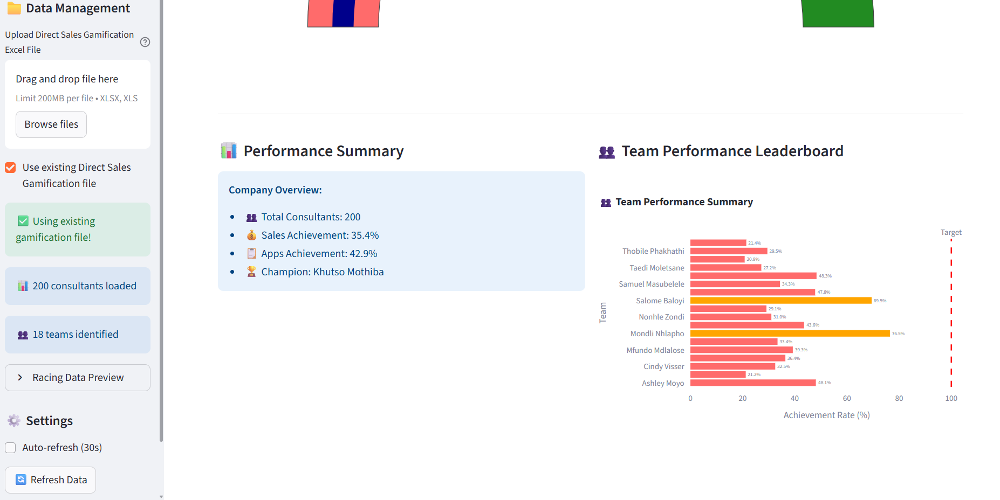 Data Management
Upload Direct Sales Gamification
Excel File
Drag and drop file here
Limit 200MB per file • XLSX, XLS
Browse files
Use existing Direct Sales
Gamification file
Using existing
gamification file!
200 consultants loaded
18 teams identified
Racing Data Preview
Settings
Auto-refresh (30s)
Refresh Data
Performance Summary
Company Overview:
• Total Consultants: 200
• Sales Achievement: 35.4%
• Apps Achievement: 42.9%
• Champion: Khutso Mothiba
Team Performance Leaderboard
Team Performance Summary
Target
21.4%
Thobile Phakhathi 29.5%
20.8%
Taedi Moletsane 27.2%
48.3%
Samuel Masubelele 34.3%
47.8%
Salome Baloyi 69.5%
29.1%
Nonhle Zondi 31.0%
43.6%
Mondli Nhlapho 76.5%
33.4%
Mfundo Mdlalose 39.3%
36.4%
Cindy Visser 32.5%
21.2%
Ashley Moyo 48.1%
Team
0 20 40 60 80 100
Achievement Rate (%)